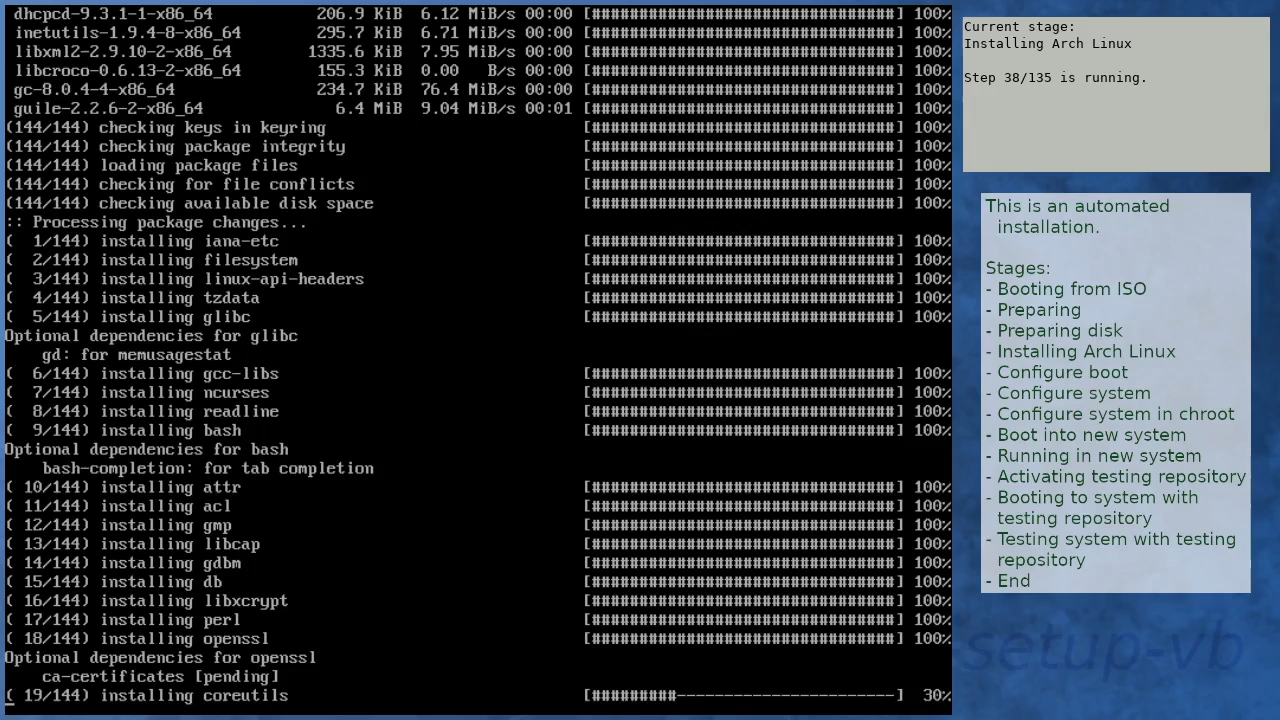 dhcpcd-9.3.1-1-x86_64 206.9 KiB 6.12 MiB/s 00:00 [################################] 100%
inetutils-1.9.4-8-x86_64 295.7 KiB 6.71 MiB/s 00:00 [################################] 100%
libxml2-2.9.10-2-x86_64 1335.6 KiB 7.95 MiB/s 00:00 [################################] 100%
libcroco-0.6.13-2-x86_64 155.3 KiB 0.00 B/s 00:00 [################################] 100%
gc-8.0.4-4-x86_64 234.7 KiB 76.4 MiB/s 00:00 [################################] 100%
guile-2.2.6-2-x86_64 6.4 MiB 9.04 MiB/s 00:01 [################################] 100%
(144/144) checking keys in keyring [################################] 100%
(144/144) checking package integrity [################################] 100%
(144/144) loading package files [################################] 100%
(144/144) checking for file conflicts [################################] 100%
(144/144) checking available disk space [################################] 100%
:: Processing package changes...
( 1/144) installing iana-etc [################################] 100%
( 2/144) installing filesystem [################################] 100%
( 3/144) installing linux-api-headers [################################] 100%
( 4/144) installing tzdata [################################] 100%
( 5/144) installing glibc [################################] 100%
Optional dependencies for glibc
gd: for memusagestat
( 6/144) installing gcc-libs [################################] 100%
( 7/144) installing ncurses [################################] 100%
( 8/144) installing readline [################################] 100%
( 9/144) installing bash [################################] 100%
Optional dependencies for bash
bash-completion: for tab completion
( 10/144) installing attr [################################] 100%
( 11/144) installing acl [################################] 100%
( 12/144) installing gmp [################################] 100%
( 13/144) installing libcap [################################] 100%
( 14/144) installing gdbm [################################] 100%
( 15/144) installing db [################################] 100%
( 16/144) installing libxcrypt [################################] 100%
( 17/144) installing perl [################################] 100%
( 18/144) installing openssl [################################] 100%
Optional dependencies for openssl
ca-certificates [pending]
( 19/144) installing coreutils [#########-----------------------] 30%
Current stage:
Installing Arch Linux
Step 38/135 is running.
This is an automated
installation.
Stages:
- Booting from ISO
- Preparing
- Preparing disk
- Installing Arch Linux
- Configure boot
- Configure system
- Configure system in chroot
- Boot into new system
- Running in new system
- Activating testing repository
- Booting to system with
testing repository
- Testing system with testing
repository
- End
setup-vb